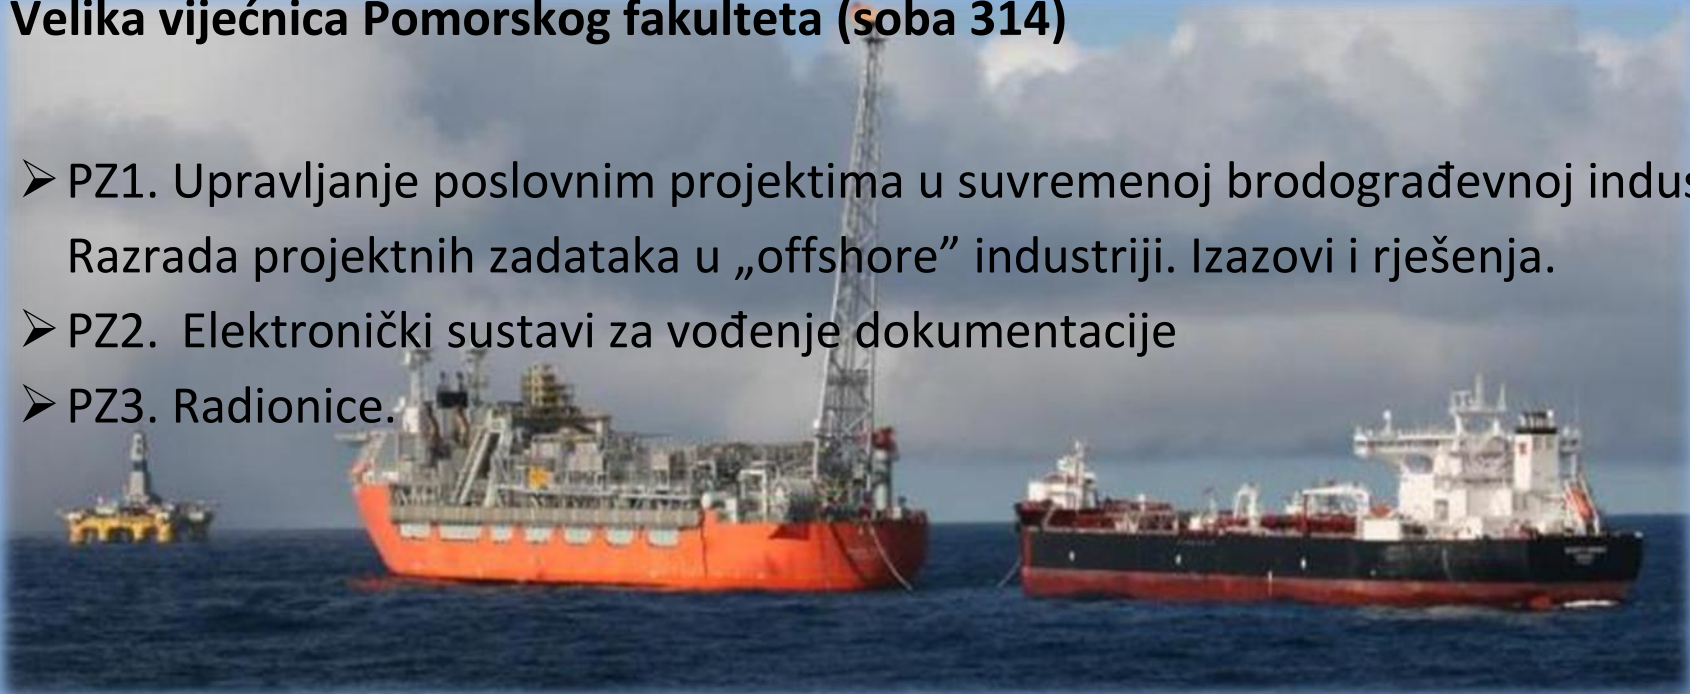 Velika vijećnica Pomorskog fakulteta (soba 314)
➢ PZ1. Upravljanje poslovnim projektima u suvremenoj brodograđevnoj
Razrada projektnih zadataka u „offshore” industriji. Izazovi i rješenja.
➢ PZ2. Elektronički sustavi za vođenje dokumentacije
➢ PZ3. Radionice.